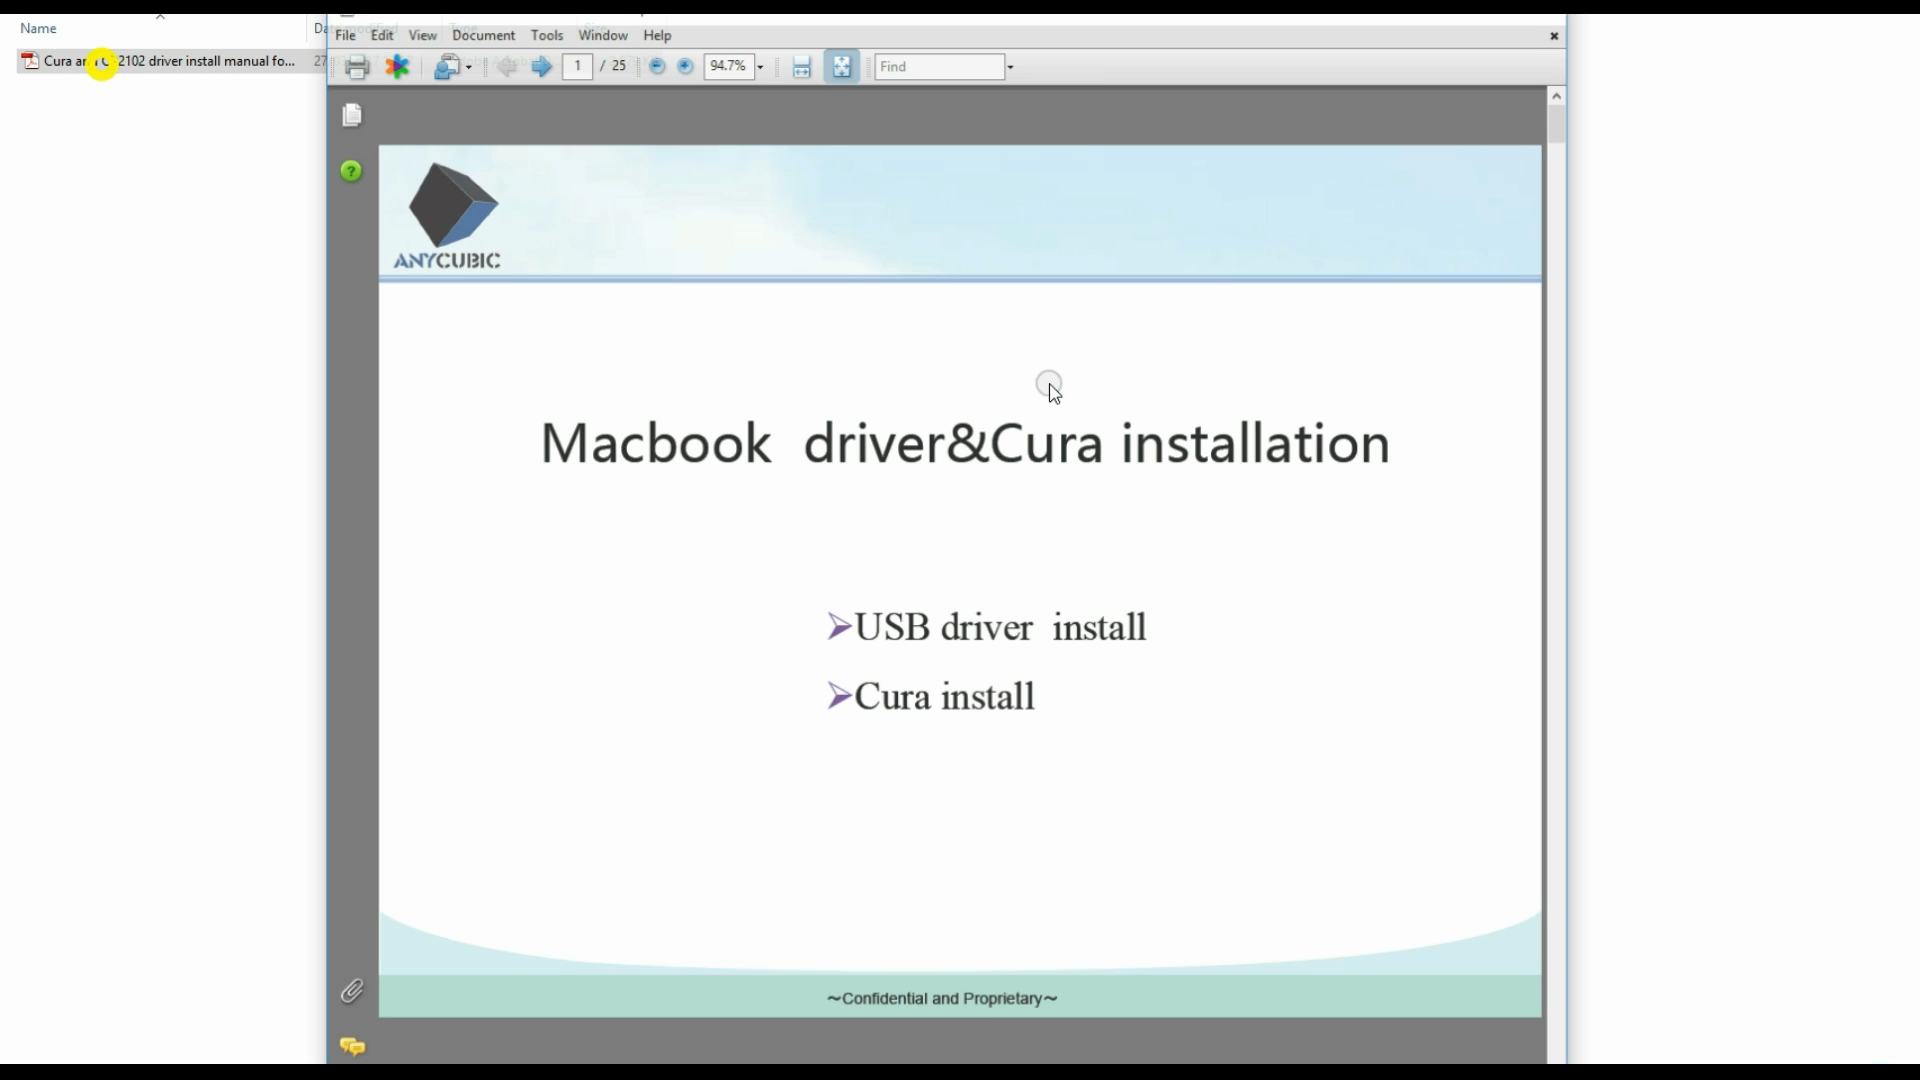 Name
File Edit View Document Tools Window Help
Cura an 2102 driver install manual fo... 27
1 / 25 94.7% Find
ANYCUBIC
Macbook driver&Cura installation
➢USB driver install
➢Cura install
~Confidential and Proprietary~